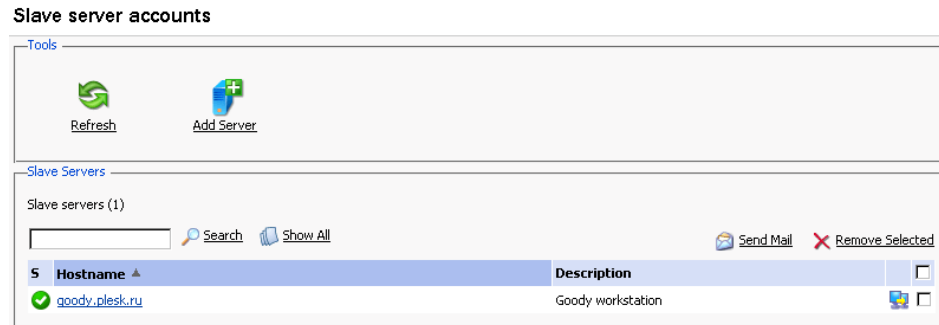 Slave server accounts
Tools
Refresh Add Server
Slave Servers
Slave servers (1)
Search Show All Send Mail Remove Selected
S Hostname Description
goody.plesk.ru Goody workstation